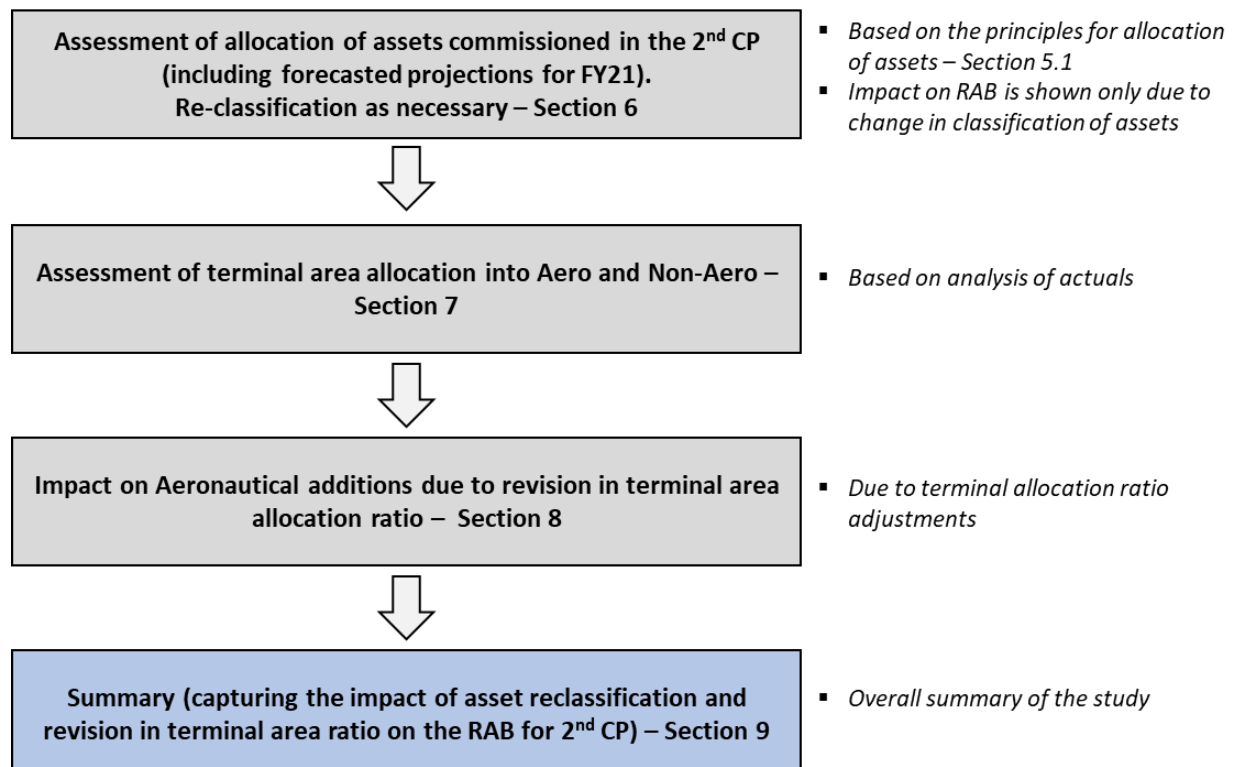 Assessment of allocation of assets commissioned in the 2nd CP
(including forecasted projections for FY21).
Re-classification as necessary – Section 6
▪ Based on the principles for allocation
of assets – Section 5.1
▪ Impact on RAB is shown only due to
change in classification of assets
Assessment of terminal area allocation into Aero and Non-Aero –
Section 7
▪ Based on analysis of actuals
Impact on Aeronautical additions due to revision in terminal area
allocation ratio – Section 8
▪ Due to terminal allocation ratio
adjustments
Summary (capturing the impact of asset reclassification and
revision in terminal area ratio on the RAB for 2nd CP) – Section 9
▪ Overall summary of the study